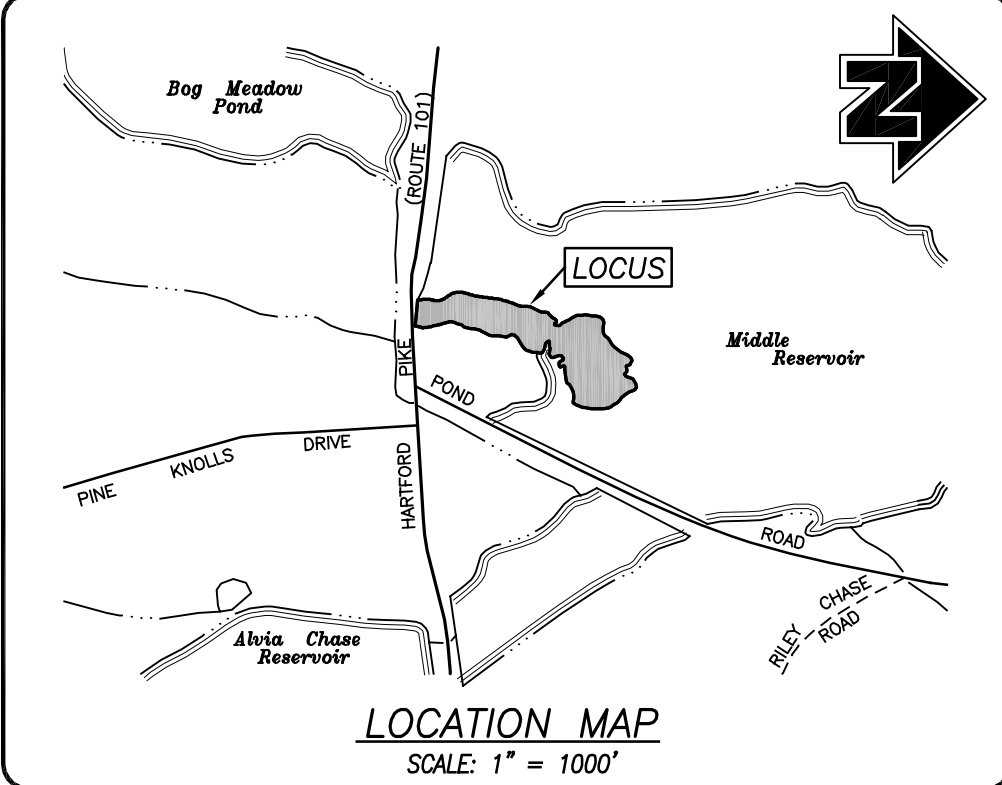 Bog Meadow
Pond
(ROUTE 101)
N
LOCUS
Middle
Reservoir
PIKE
POND
HARTFORD
PINE KNOLLS DRIVE
ROAD
RILEY CHASE
ROAD
Alvia Chase
Reservoir
LOCATION MAP
SCALE: 1" = 1000'